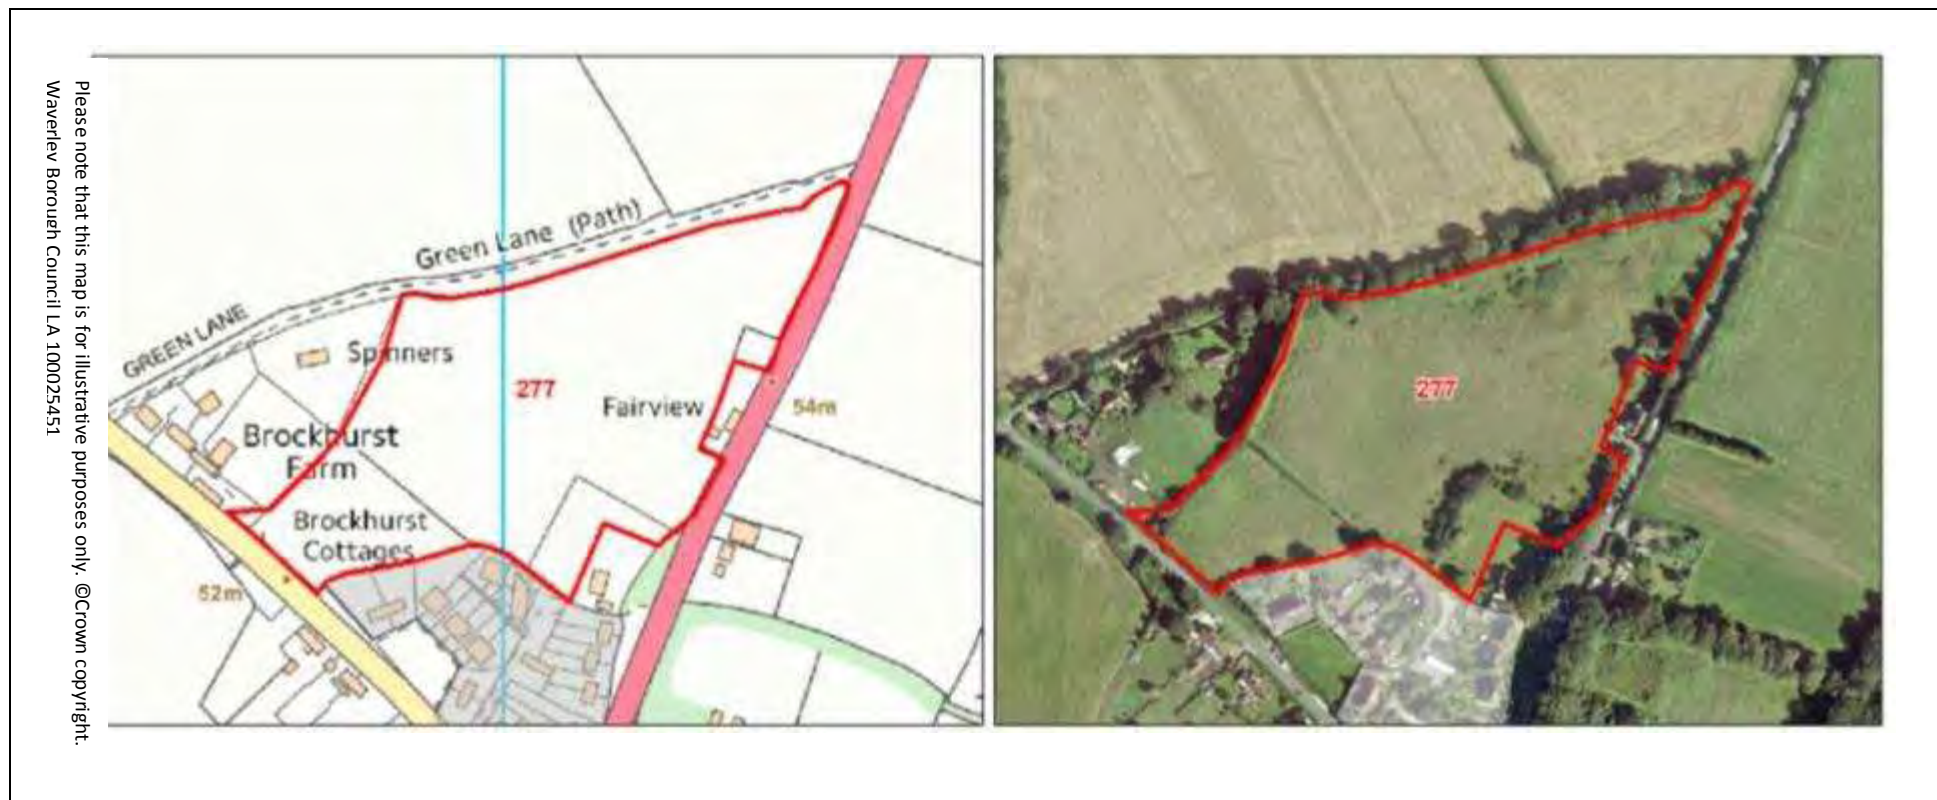 Please note that this map is for illustrative purposes only. ©Crown copyright.
Waverley Borough Council LA 100025451
Green Lane (Path)
GREEN LANE
Spinners
277
Fairview
54m
Brockhurst
Farm
Brockhurst
Cottages
52m
277